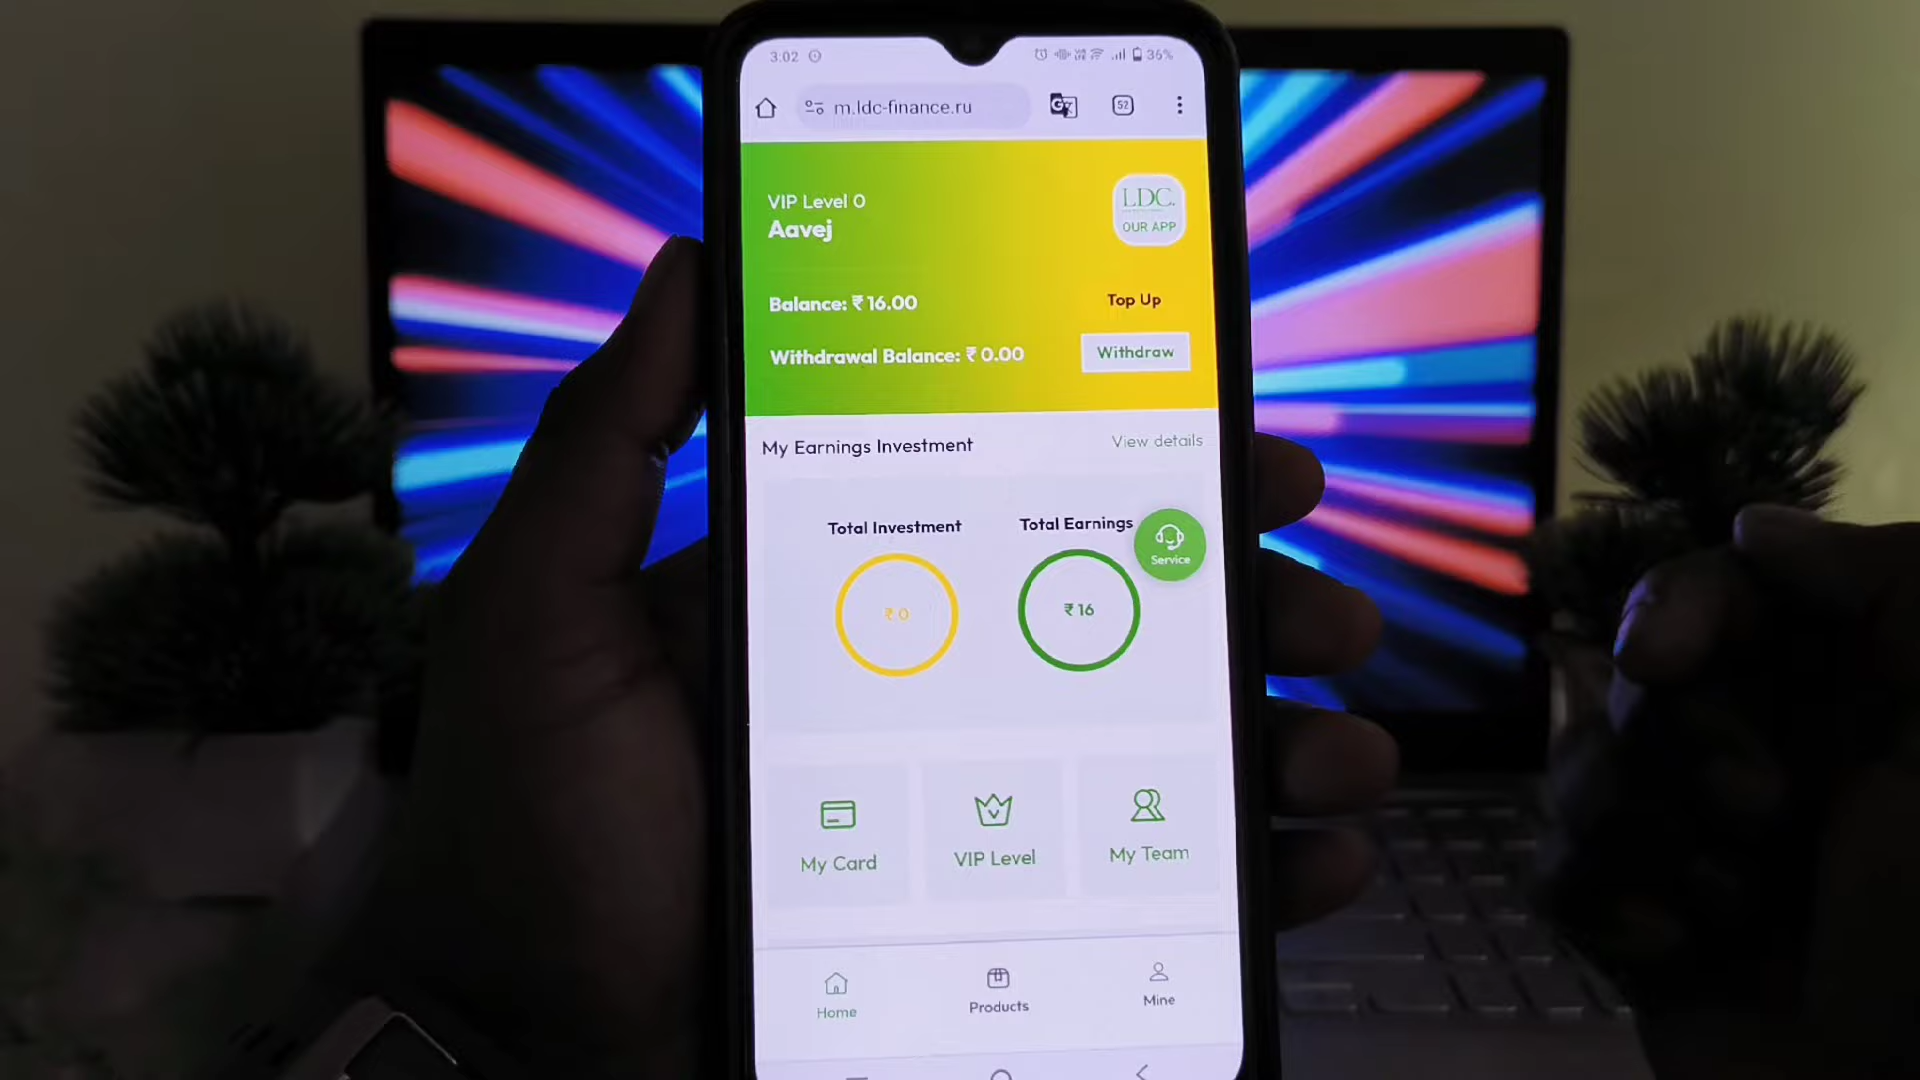 3:02
36%
m.ldc-finance.ru
52
VIP Level 0
Aavej
LDC.
OUR APP
Balance: ₹ 16.00
Top Up
Withdrawal Balance: ₹ 0.00
Withdraw
My Earnings Investment
View details
Total Investment
Total Earnings
Service
₹ 0
₹ 16
My Card
VIP Level
My Team
Home
Products
Mine